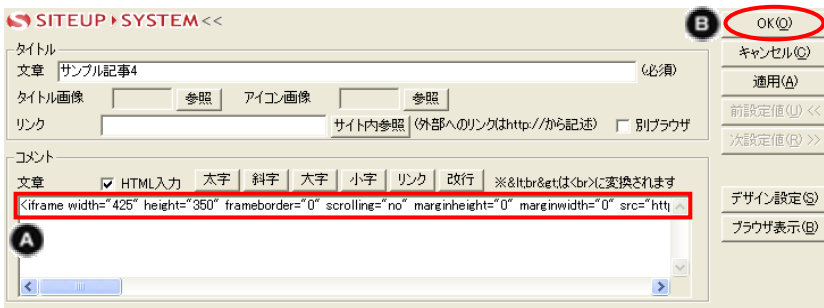 SITEUP SYSTEM<<
B
OK(O)
タイトル
キャンセル(C)
文章 サンプル記事4 (必須)
適用(A)
タイトル画像 参照 アイコン画像 参照
前設定値(U) <<
リンク サイト内参照 (外部へのリンクはhttp://から記述) 別ブラウザ
次設定値(R) >>
コメント
文章 HTML入力 太字 斜字 大字 小字 リンク 改行 ※&lt;br&gt;は<br>に変換されます
デザイン設定(S)
<iframe width="425" height="350" frameborder="0" scrolling="no" marginheight="0" marginwidth="0" src="http
ブラウザ表示(B)
A